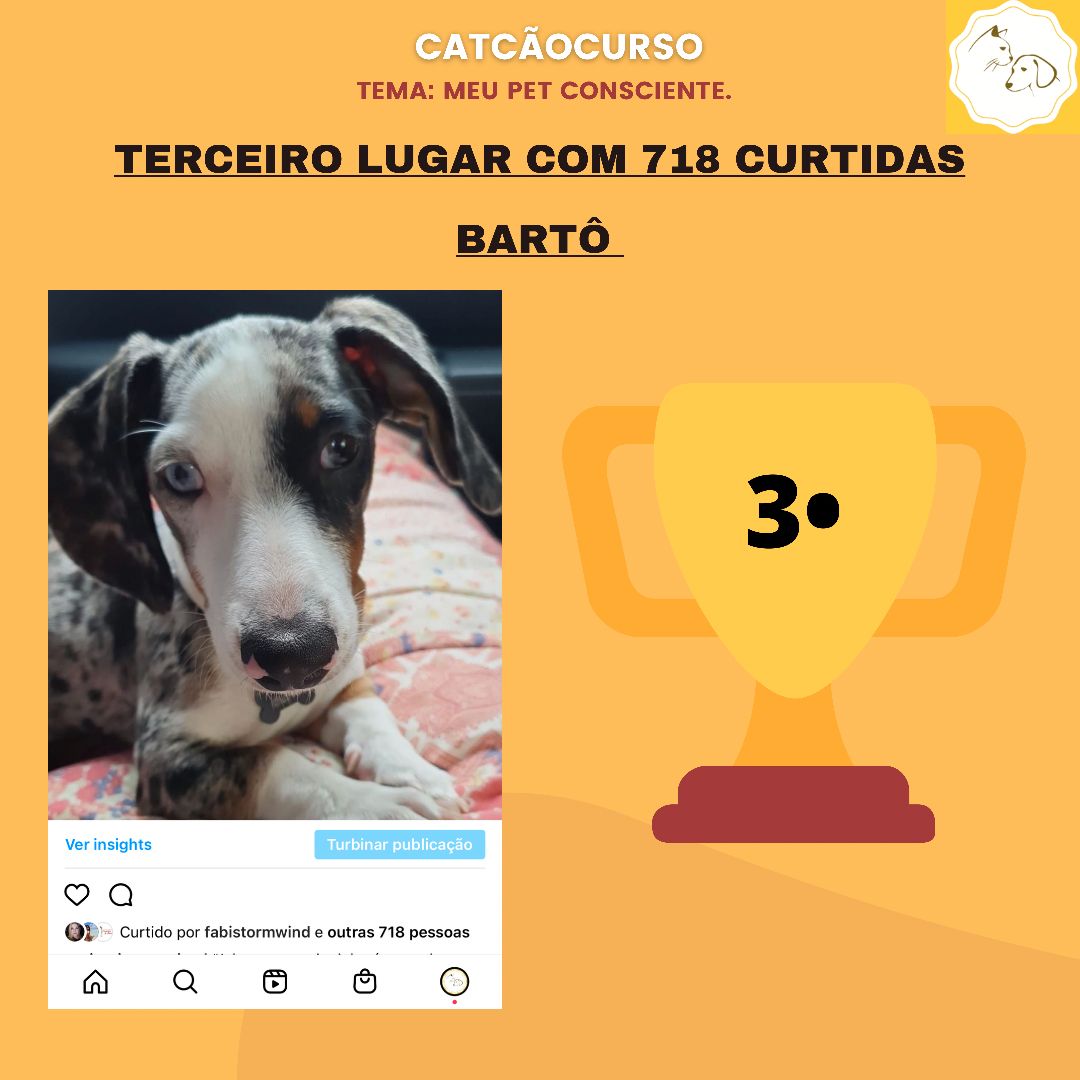 CATCÃOCURSO
TEMA: MEU PET CONSCIENTE.
TERCEIRO LUGAR COM 718 CURTIDAS
BARTÔ
3•
Ver insights
Turbinar publicação
Curtido por fabistormwind e outras 718 pessoas